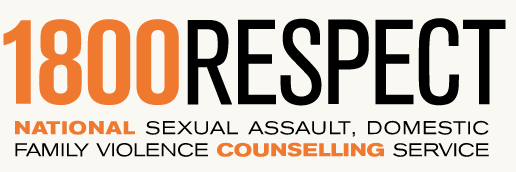 1800RESPECT
NATIONAL SEXUAL ASSAULT, DOMESTIC
FAMILY VIOLENCE COUNSELLING SERVICE